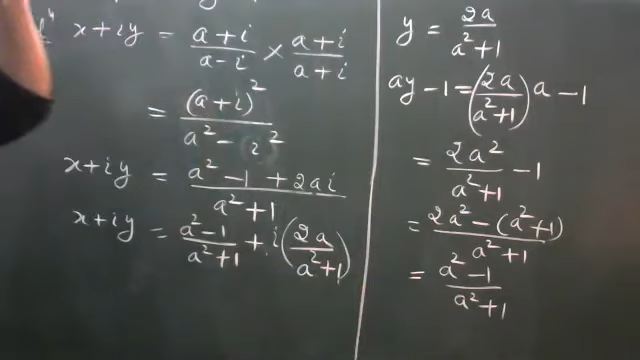 x+iy = (a+i)/(a-i) × (a+i)/(a+i)
= (a+i)²/(a² - i²)
x+iy = (a² - 1 + 2ai)/(a²+1)
x+iy = (a²-1)/(a²+1) + i(2a/(a²+1))
y = 2a/(a²+1)
ay - 1 = (2a/(a²+1))a - 1
= 2a²/(a²+1) - 1
= (2a² - (a²+1))/(a²+1)
= (a²-1)/(a²+1)